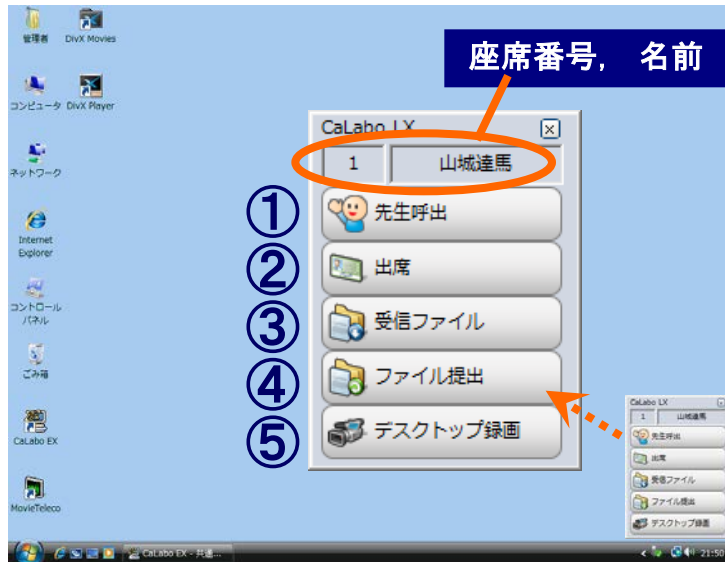 管理者
DivX Movies
コンピュータ
DivX Player
ネットワーク
Internet
Explorer
コントロール
パネル
ごみ箱
CaLabo EX
MovieTeleco
座席番号, 名前
CaLabo LX
1 山城達馬
① 先生呼出
② 出席
③ 受信ファイル
④ ファイル提出
⑤ デスクトップ録画
CaLabo LX
1 山城達馬
先生呼出
出席
受信ファイル
ファイル提出
デスクトップ録画
CaLabo EX - 共通...
21:50